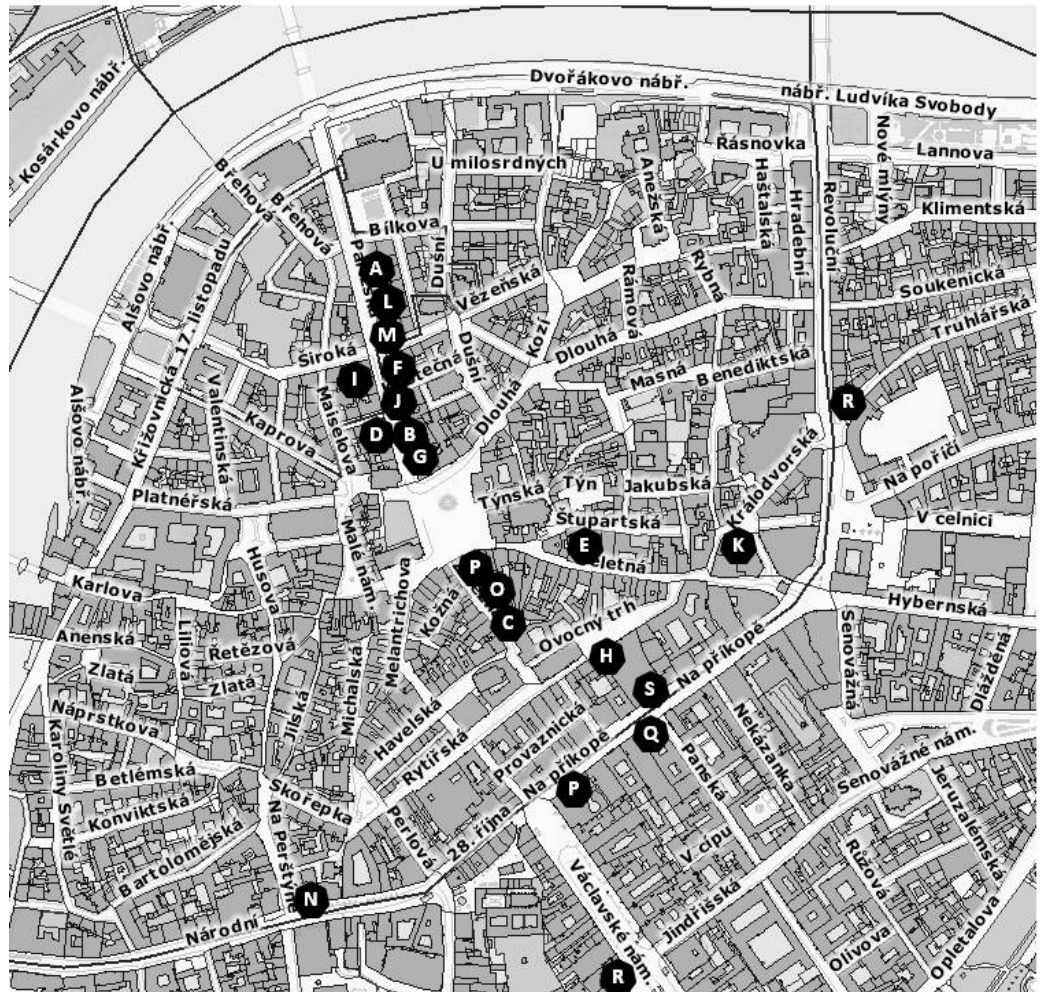 Dvořákovo nábř.
nábř. Ludvíka Svobody
Kosárkovo nábř.
Nové mlýny
Řásnovka
Lannova
U milosrdných
Anežská
Haštalská
Hradební
Revoluční
Břehová
Břehová
Klimentská
Bílkova
Dušní
Alšovo nábř.
Křižovnická 17. listopadu
A
Vězeňská
Rámová
Rybná
Soukenická
L
Truhlářská
M
Kozí
Dlouhá
Široká
F
Dušní
Benediktská
Masná
I
J
R
Maiselova
Dlouhá
Valentinská
Kaprova
Alšovo nábř.
D
B
G
Králodvorská
Na poříčí
Platnéřská
Týnská
Týn
Jakubská
V celnici
Štupartská
E
K
Celetná
Malé nám.
Husova
Melantrichova
P
O
Karlova
Kožná
Hybernská
C
Ovocný trh
Anenská
Liliová
Řetězová
Zlatá
Zlatá
H
Na příkopě
Senovážná
Dlážděná
S
Michalská
Jilská
Náprstkova
Havelská
Q
Nekázanka
Rytířská
Provaznická
Na příkopě
Panská
Senovážné nám.
Karoliny Světlé
Betlémská
Skořepka
P
Jeruzalémská
Konviktská
Na Perštýně
Perlová
28. října
Bartolomějská
V cípu
Růžová
Václavské nám.
Jindřišská
N
Národní
Olivova
Opletalova
R